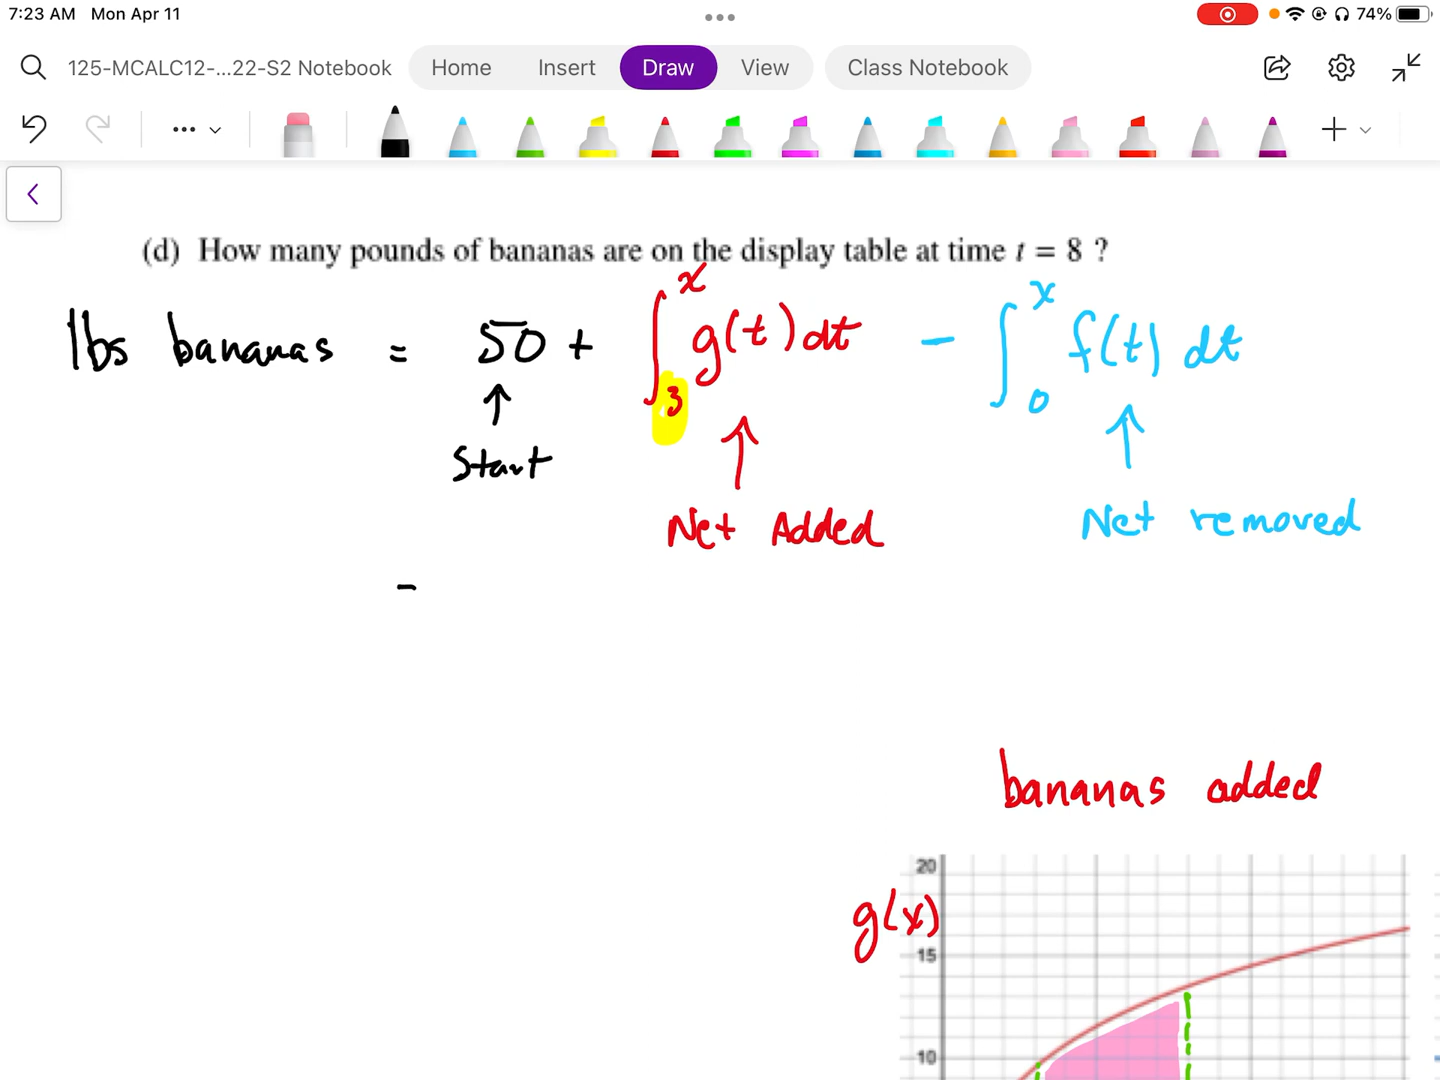 7:23 AM Mon Apr 11
74%
125-MCALC12-...22-S2 Notebook Home Insert Draw View Class Notebook
(d) How many pounds of bananas are on the display table at time t = 8 ?
lbs bananas = 50 + ∫₃ˣ g(t) dt - ∫₀ˣ f(t) dt
Start
Net Added
Net removed
-
bananas added
20
g(x)
15
10